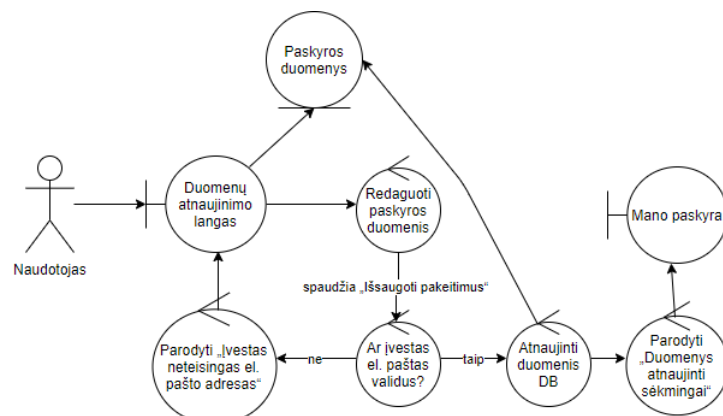 Paskyros
duomenys
Naudotojas
Duomenų
atnaujinimo
langas
Redaguoti
paskyros
duomenis
Mano paskyra
spaudžia „Išsaugoti pakeitimus“
Parodyti „Įvestas
neteisingas el.
pašto adresas“
ne
Ar įvestas
el. paštas
validus?
taip
Atnaujinti
duomenis
DB
Parodyti
„Duomenys
atnaujinti
sėkmingai“